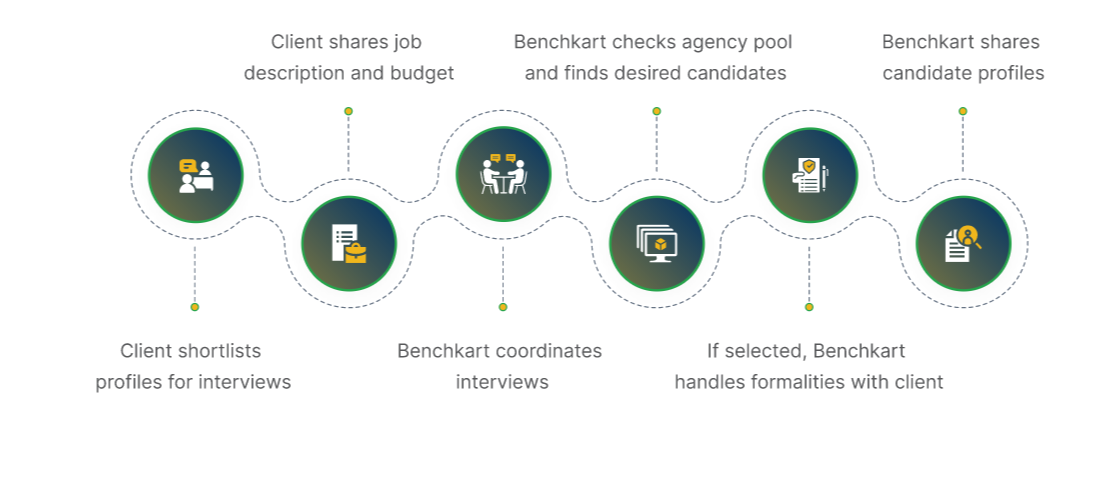 Client shares job
description and budget
Benchkart checks agency pool
and finds desired candidates
Benchkart shares
candidate profiles
Client shortlists
profiles for interviews
Benchkart coordinates
interviews
If selected, Benchkart
handles formalities with client